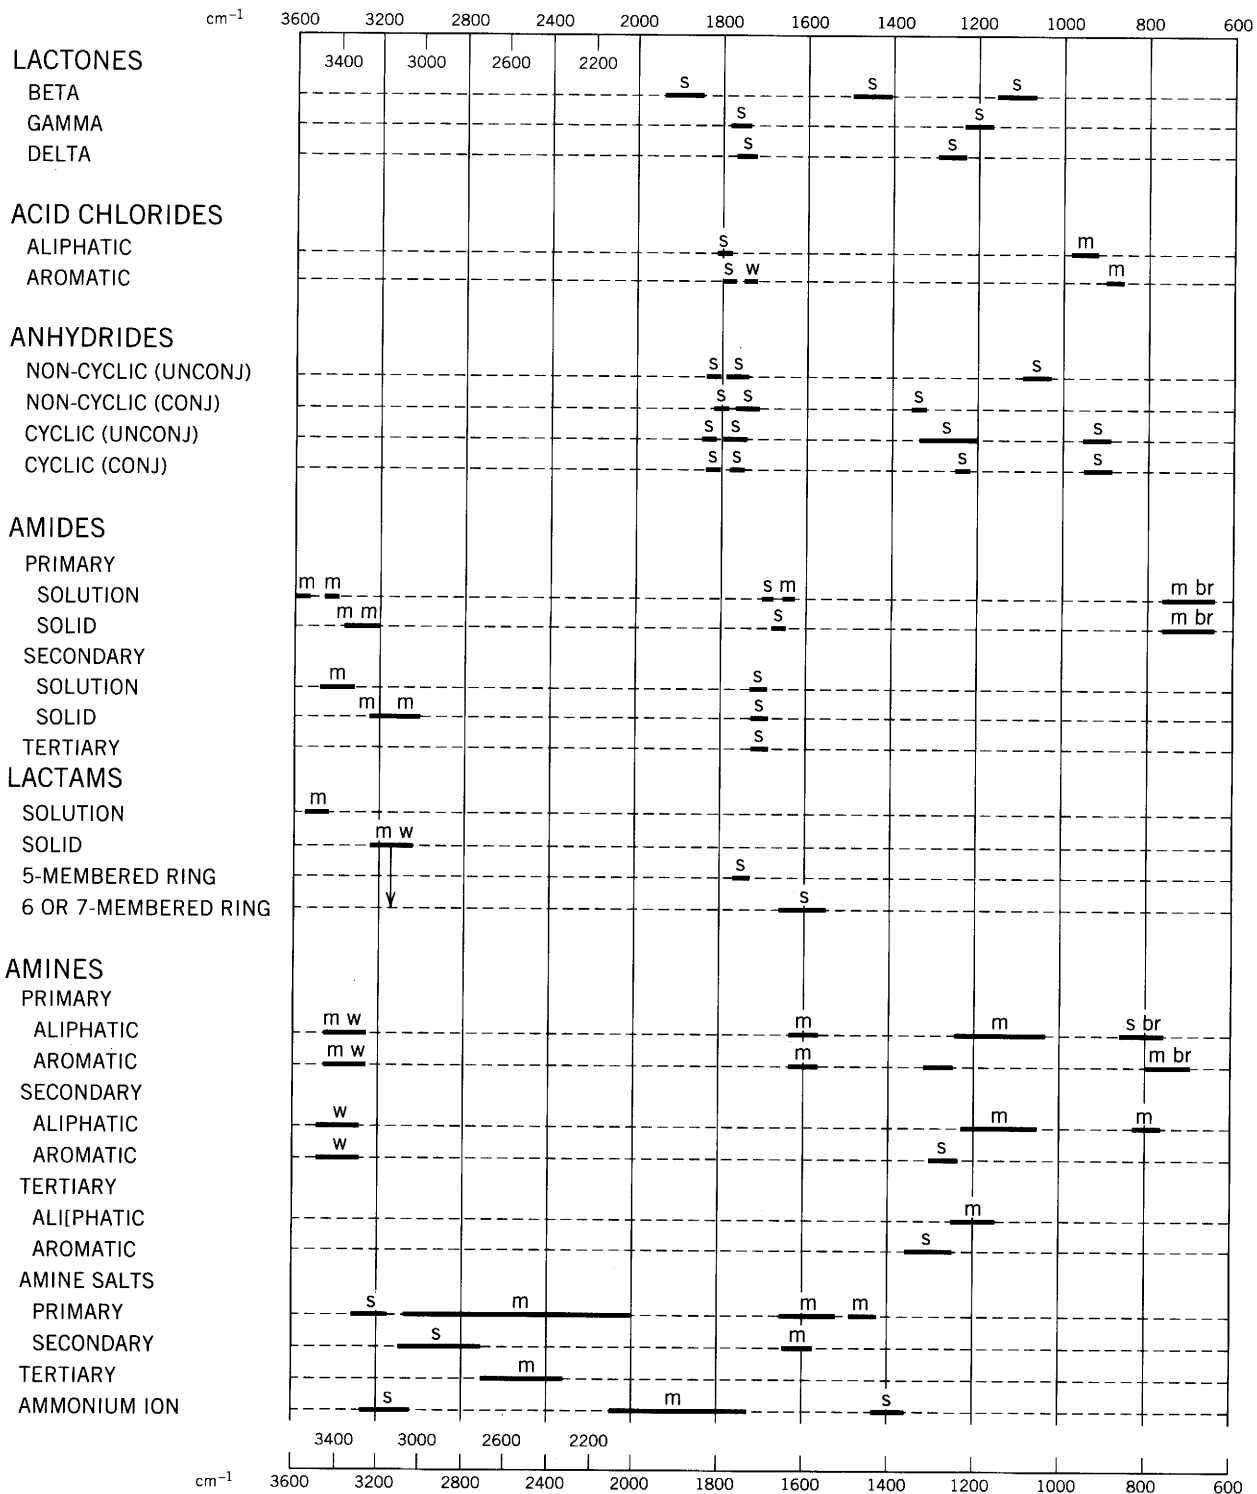 cm⁻¹ 3600 3200 2800 2400 2000 1800 1600 1400 1200 1000 800 600
3400 3000 2600 2200
LACTONES
BETA s s s
GAMMA s s
DELTA s s
ACID CHLORIDES
ALIPHATIC s m
AROMATIC s w m
ANHYDRIDES
NON-CYCLIC (UNCONJ) s s s
NON-CYCLIC (CONJ) s s s
CYCLIC (UNCONJ) s s s s
CYCLIC (CONJ) s s s s
AMIDES
PRIMARY
SOLUTION m m s m m br
SOLID m m s m br
SECONDARY
SOLUTION m s
SOLID m m s
TERTIARY s
LACTAMS
SOLUTION m
SOLID m w
5-MEMBERED RING s
6 OR 7-MEMBERED RING s
AMINES
PRIMARY
ALIPHATIC m w m m s br
AROMATIC m w m m br
SECONDARY
ALIPHATIC w m m
AROMATIC w s
TERTIARY
ALI[PHATIC m
AROMATIC s
AMINE SALTS
PRIMARY s m m m
SECONDARY s m
TERTIARY m
AMMONIUM ION s m s
3400 3000 2600 2200
cm⁻¹ 3600 3200 2800 2400 2000 1800 1600 1400 1200 1000 800 600